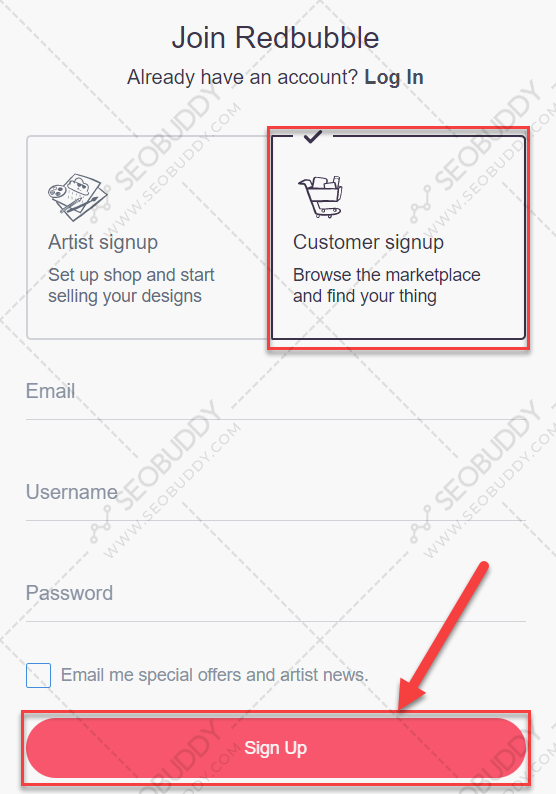 Join Redbubble
Already have an account? Log In
SEOBUDDY
WWW.SEOBUDDY.COM
SEOBUDDY
WWW.SEOBUDDY.COM
Artist signup
Set up shop and start
selling your designs
Customer signup
Browse the marketplace
and find your thing
Email
SEOBUDDY
WWW.SEOBUDDY.COM
SEOBUDDY
WWW.SEOBUDDY.COM
Username
Password
Email me special offers and artist news.
Sign Up